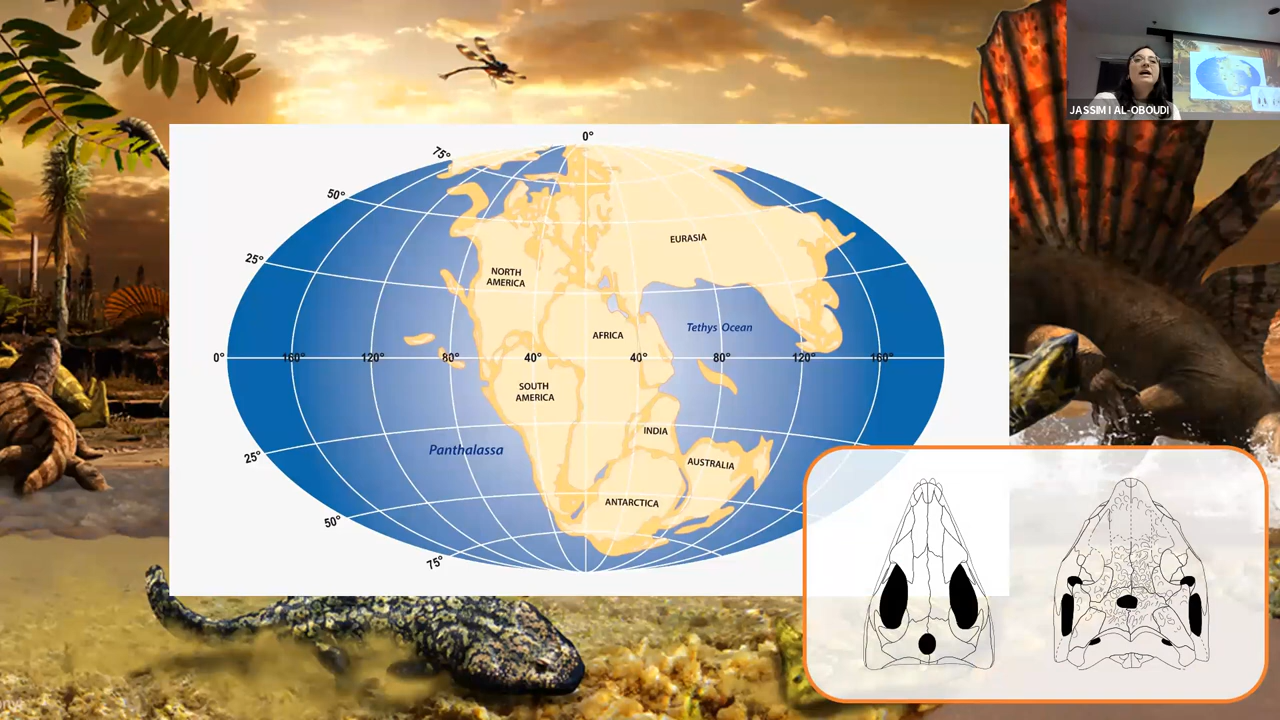 JASSIM I AL-OBOUDI
0°
75°
50°
25°
EURASIA
NORTH
AMERICA
AFRICA
Tethys Ocean
0°
160°
120°
80°
40°
40°
80°
120°
160°
SOUTH
AMERICA
INDIA
Panthalassa
AUSTRALIA
25°
ANTARCTICA
50°
75°